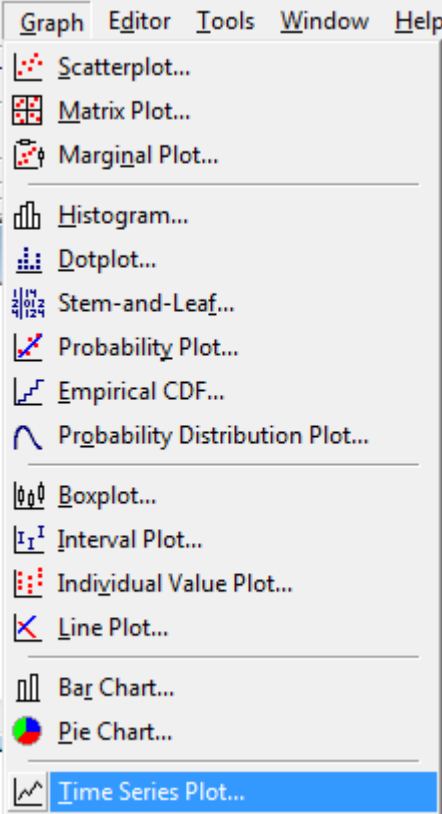 Graph Editor Tools Window Help
Scatterplot...
Matrix Plot...
Marginal Plot...
Histogram...
Dotplot...
Stem-and-Leaf...
Probability Plot...
Empirical CDF...
Probability Distribution Plot...
Boxplot...
Interval Plot...
Individual Value Plot...
Line Plot...
Bar Chart...
Pie Chart...
Time Series Plot...